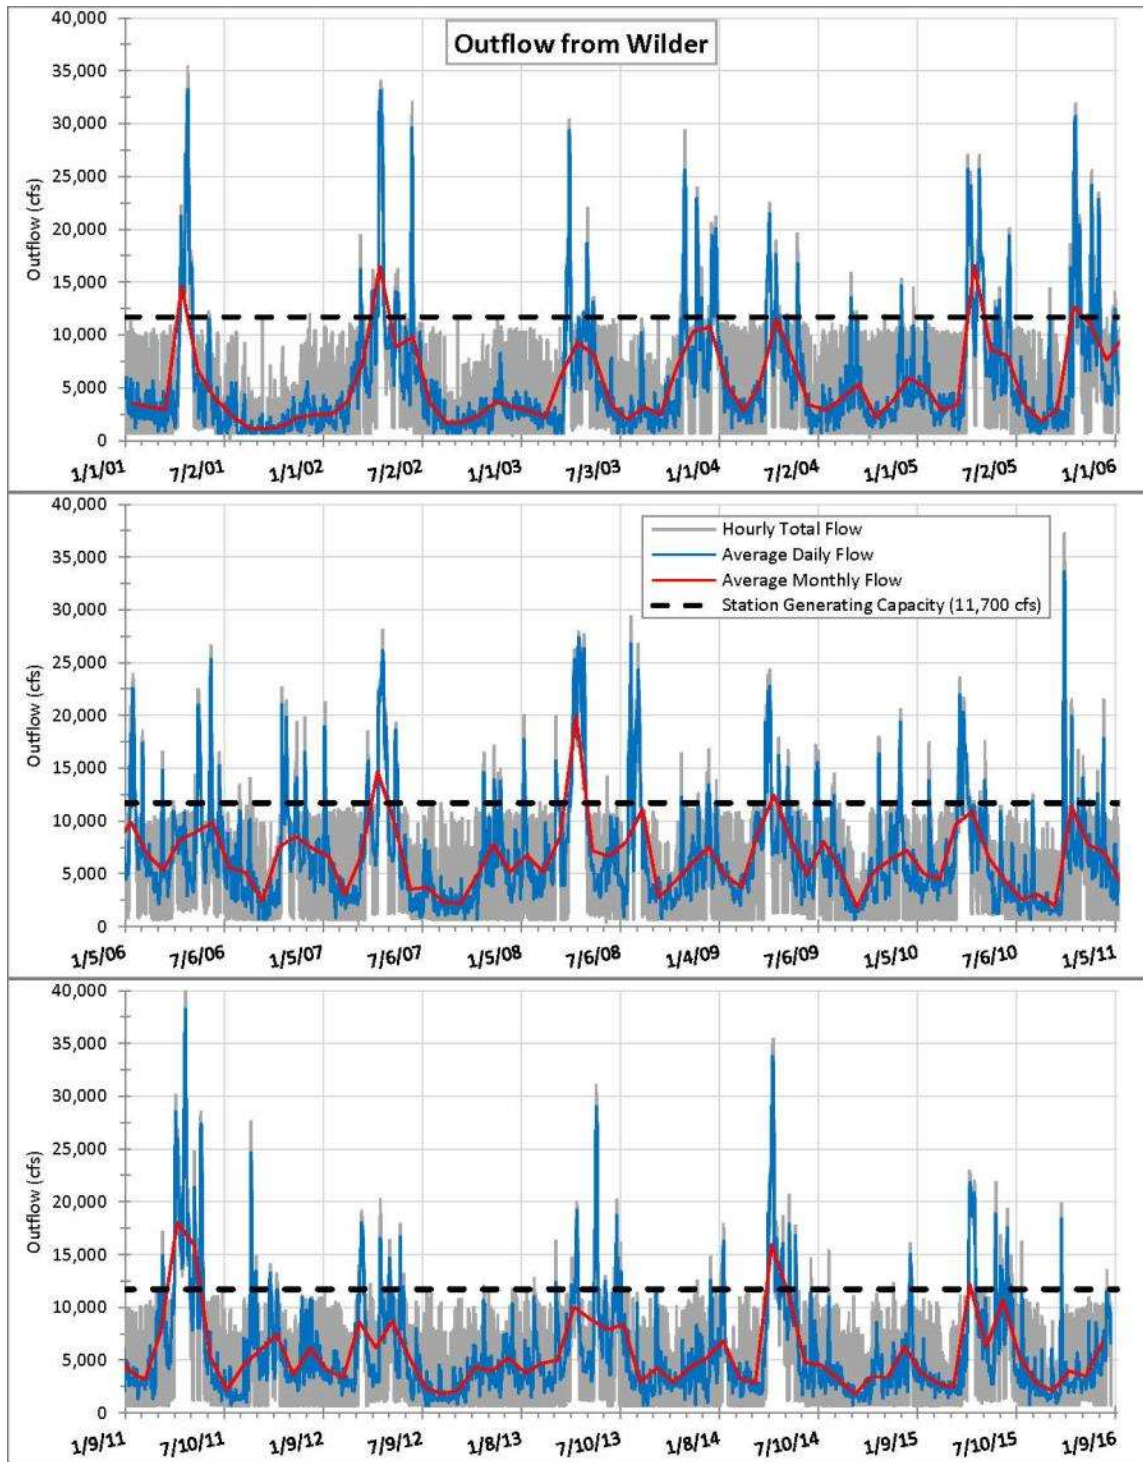 Outflow from Wilder
Outflow (cfs)
40,000
35,000
30,000
25,000
20,000
15,000
10,000
5,000
0
1/1/01 7/2/01 1/1/02 7/2/02 1/1/03 7/3/03 1/1/04 7/2/04 1/1/05 7/2/05 1/1/06
Hourly Total Flow
Average Daily Flow
Average Monthly Flow
Station Generating Capacity (11,700 cfs)
Outflow (cfs)
40,000
35,000
30,000
25,000
20,000
15,000
10,000
5,000
0
1/5/06 7/6/06 1/5/07 7/6/07 1/5/08 7/6/08 1/4/09 7/6/09 1/5/10 7/6/10 1/5/11
Outflow (cfs)
40,000
35,000
30,000
25,000
20,000
15,000
10,000
5,000
0
1/9/11 7/10/11 1/9/12 7/9/12 1/8/13 7/10/13 1/8/14 7/10/14 1/9/15 7/10/15 1/9/16